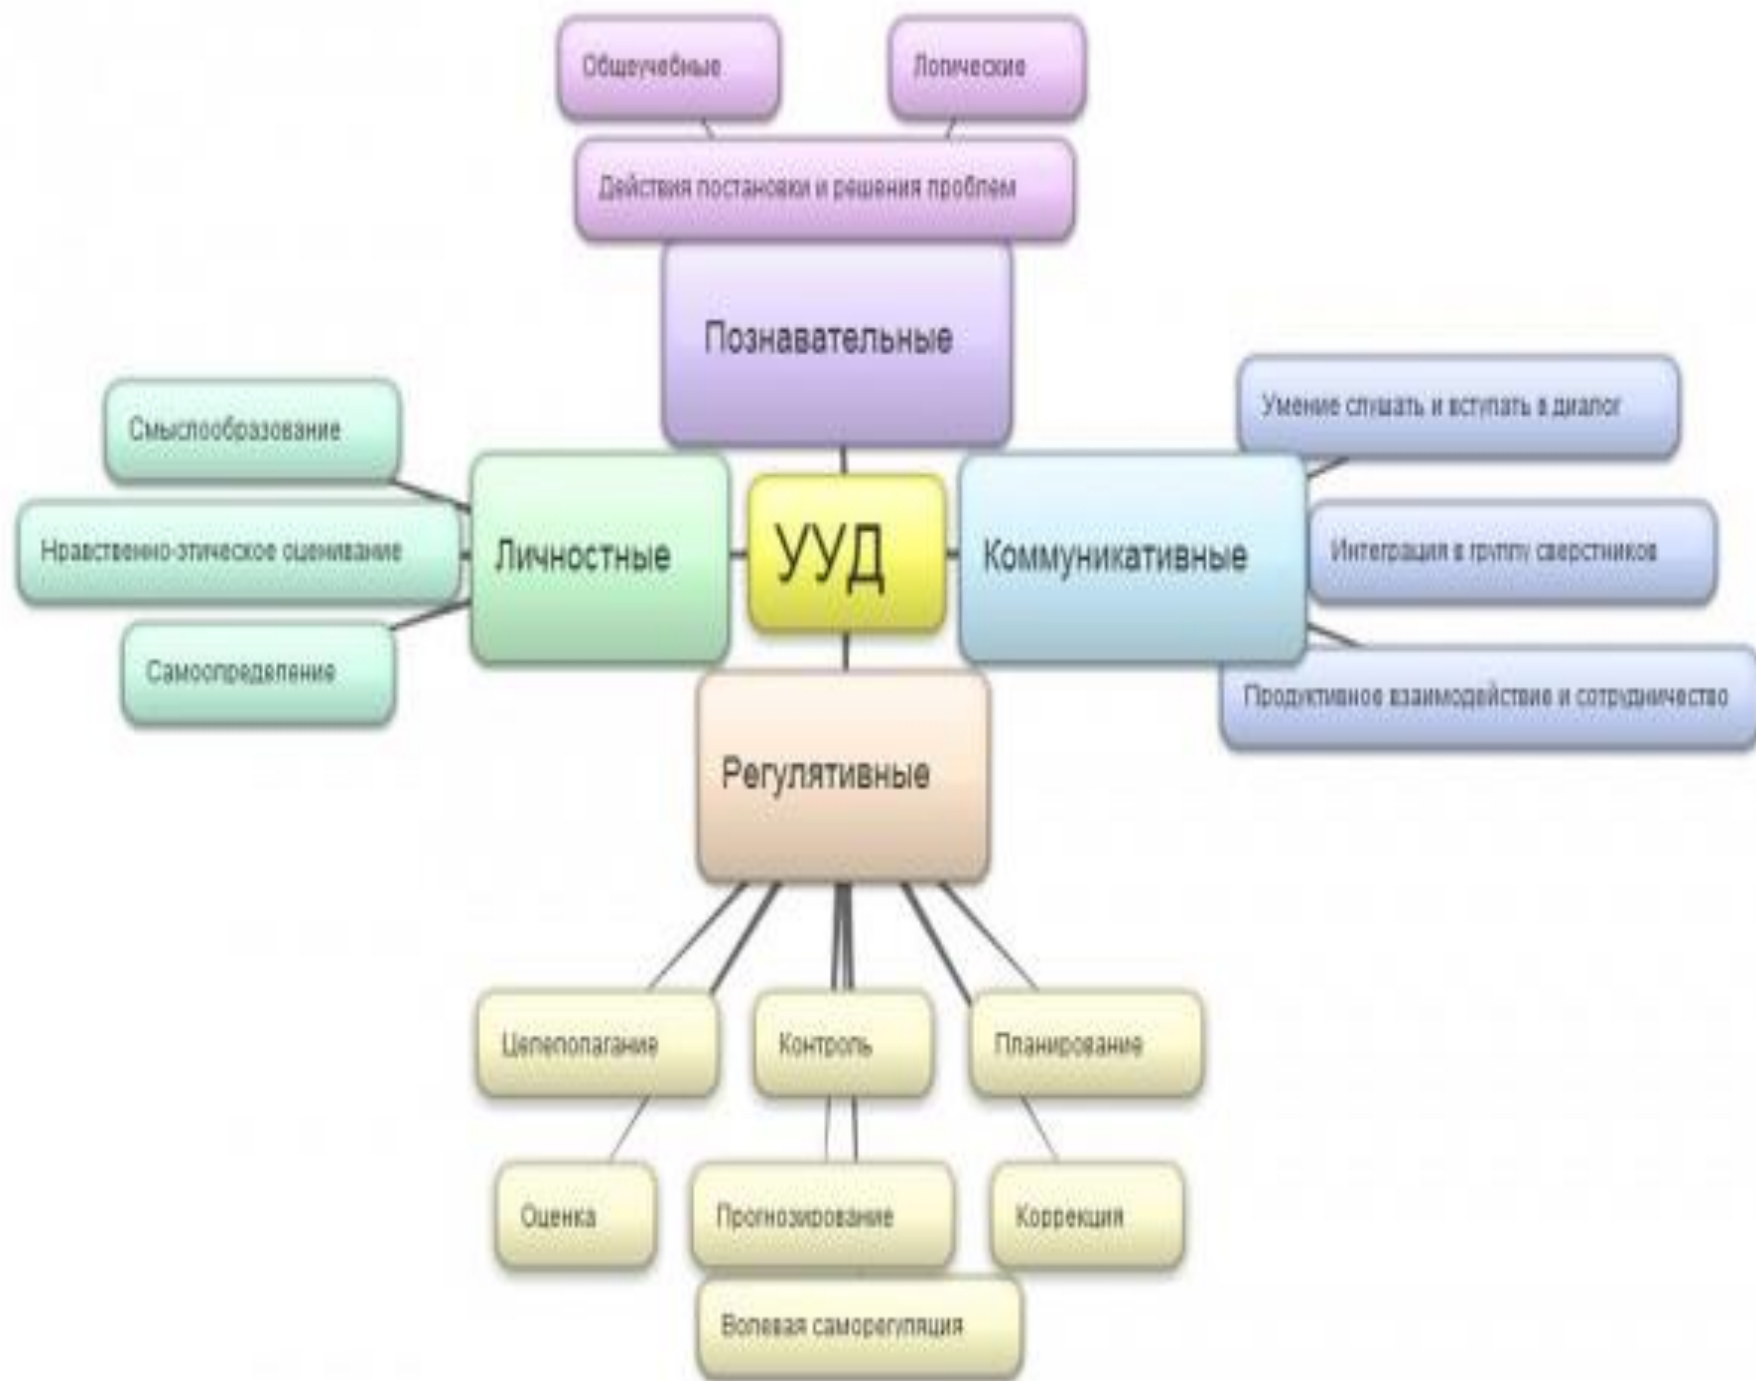 Общеучебные
Логические
Действия постановки и решения проблем
Познавательные
Смыслообразование
Нравственно-этическое оценивание
Самоопределение
Личностные
УУД
Коммуникативные
Умение слушать и вступать в диалог
Интеграция в группу сверстников
Продуктивное взаимодействие и сотрудничество
Регулятивные
Целеполагание
Контроль
Планирование
Оценка
Прогнозирование
Коррекция
Волевая саморегуляция